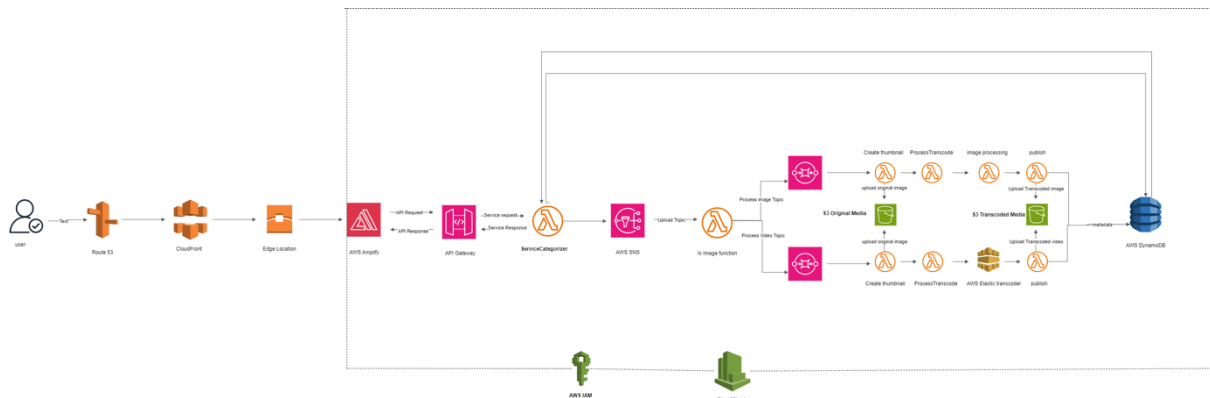 user
Text
Route 53
CloudFront
Edge Location
AWS Amplify
API Request
API Response
API Gateway
Service request
Service Response
ServiceCategorizer
AWS SNS
Upload Topic
Is Image function
Process Image Topic
Process Video Topic
Create thumbnail
ProcessTranscode
image processing
publish
upload original image
Upload Transcoded image
S3 Original Media
S3 Transcoded Media
upload original image
Upload Transcoded video
Create thumbnail
ProcessTranscode
AWS Elastic transcoder
publish
metadata
AWS DynamoDB
AWS IAM